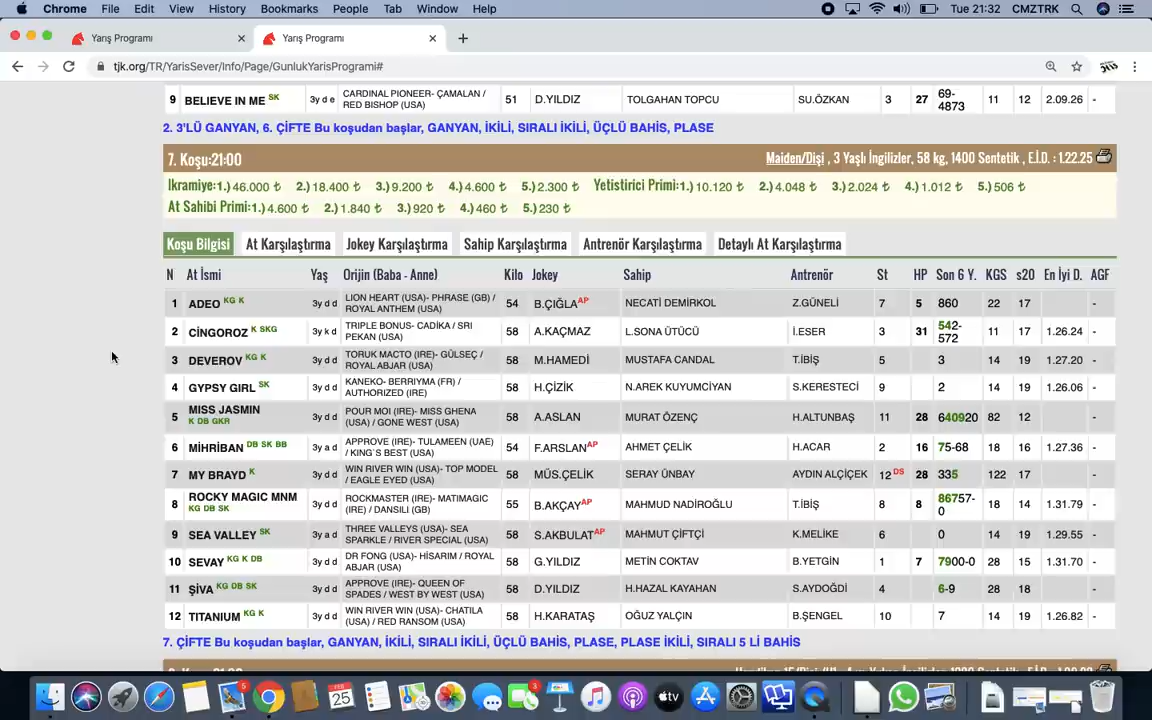 Chrome File Edit View History Bookmarks People Tab Window Help Tue 21:32 CMZTRK
Yarış Programı Yarış Programı
tjk.org/TR/YarisSever/Info/Page/GunlukYarisProgrami#
9 BELIEVE IN ME SK 3y d e CARDINAL PIONEER- ÇAMALAN / RED BISHOP (USA) 51 D.YILDIZ TOLGAHAN TOPCU SU.ÖZKAN 3 27 69-4873 11 12 2.09.26 -
2. 3'LÜ GANYAN, 6. ÇİFTE Bu koşudan başlar, GANYAN, İKİLİ, SIRALI İKİLİ, ÜÇLÜ BAHİS, PLASE
7. Koşu:21:00 Maiden/Dişi , 3 Yaşlı İngilizler, 58 kg, 1400 Sentetik , E.İ.D. : 1.22.25
Ikramiye:1.) 46.000 ₺ 2.) 18.400 ₺ 3.) 9.200 ₺ 4.) 4.600 ₺ 5.) 2.300 ₺ Yetistirici Primi:1.) 10.120 ₺ 2.) 4.048 ₺ 3.) 2.024 ₺ 4.) 1.012 ₺ 5.) 506 ₺
At Sahibi Primi:1.) 4.600 ₺ 2.) 1.840 ₺ 3.) 920 ₺ 4.) 460 ₺ 5.) 230 ₺
Koşu Bilgisi At Karşılaştırma Jokey Karşılaştırma Sahip Karşılaştırma Antrenör Karşılaştırma Detaylı At Karşılaştırma
N At İsmi Yaş Orijin (Baba - Anne) Kilo Jokey Sahip Antrenör St HP Son 6 Y. KGS s20 En İyi D. AGF
1 ADEO KG K 3y d d LION HEART (USA)- PHRASE (GB) / ROYAL ANTHEM (USA) 54 B.ÇIĞLA AP NECATİ DEMİRKOL Z.GÜNELİ 7 5 860 22 17 -
2 CİNGOROZ K SKG 3y k d TRIPLE BONUS- CADİKA / SRI PEKAN (USA) 58 A.KAÇMAZ L.SONA ÜTÜCÜ İ.ESER 3 31 542-572 11 17 1.26.24 -
3 DEVEROV KG K 3y d d TORUK MACTO (IRE)- GÜLSEÇ / ROYAL ABJAR (USA) 58 M.HAMEDİ MUSTAFA CANDAL T.İBİŞ 5 3 14 19 1.27.20 -
4 GYPSY GIRL SK 3y d d KANEKO- BERRIYMA (FR) / AUTHORIZED (IRE) 58 H.ÇİZİK N.AREK KUYUMCİYAN S.KERESTECİ 9 2 14 19 1.26.06 -
5 MISS JASMIN K DB GKR 3y d d POUR MOI (IRE)- MISS GHENA (USA) / GONE WEST (USA) 58 A.ASLAN MURAT ÖZENÇ H.ALTUNBAŞ 11 28 640920 82 12 -
6 MİHRİBAN DB SK BB 3y a d APPROVE (IRE)- TULAMEEN (UAE) / KING`S BEST (USA) 54 F.ARSLAN AP AHMET ÇELİK H.ACAR 2 16 75-68 18 16 1.27.36 -
7 MY BRAYD K 3y d d WIN RIVER WIN (USA)- TOP MODEL / EAGLE EYED (USA) 58 MÜS.ÇELİK SERAY ÜNBAY AYDIN ALÇİÇEK 12 DS 28 335 122 17 -
8 ROCKY MAGIC MNM KG DB SK 3y d d ROCKMASTER (IRE)- MATIMAGIC (IRE) / DANSILI (GB) 55 B.AKÇAY AP MAHMUD NADİROĞLU T.İBİŞ 8 8 86757-0 18 14 1.31.79 -
9 SEA VALLEY SK 3y a d THREE VALLEYS (USA)- SEA SPARKLE / RIVER SPECIAL (USA) 58 S.AKBULAT AP MAHMUT ÇİFTÇİ K.MELİKE 6 0 14 19 1.29.55 -
10 SEVAY KG K DB 3y d d DR FONG (USA)- HİSARIM / ROYAL ABJAR (USA) 58 G.YILDIZ METİN COKTAV B.YETGİN 1 7 7900-0 28 15 1.31.70 -
11 ŞİVA KG DB SK 3y d d APPROVE (IRE)- QUEEN OF SPADES / WEST BY WEST (USA) 58 D.YILDIZ H.HAZAL KAYAHAN S.AYDOĞDİ 4 6-9 28 18 -
12 TITANIUM KG K 3y d d WIN RIVER WIN (USA)- CHATILA (USA) / RED RANSOM (USA) 58 H.KARATAŞ OĞUZ YALÇIN B.ŞENGEL 10 7 14 19 1.26.82 -
7. ÇİFTE Bu koşudan başlar, GANYAN, İKİLİ, SIRALI İKİLİ, ÜÇLÜ BAHİS, PLASE, PLASE İKİLİ, SIRALI 5 Lİ BAHİS